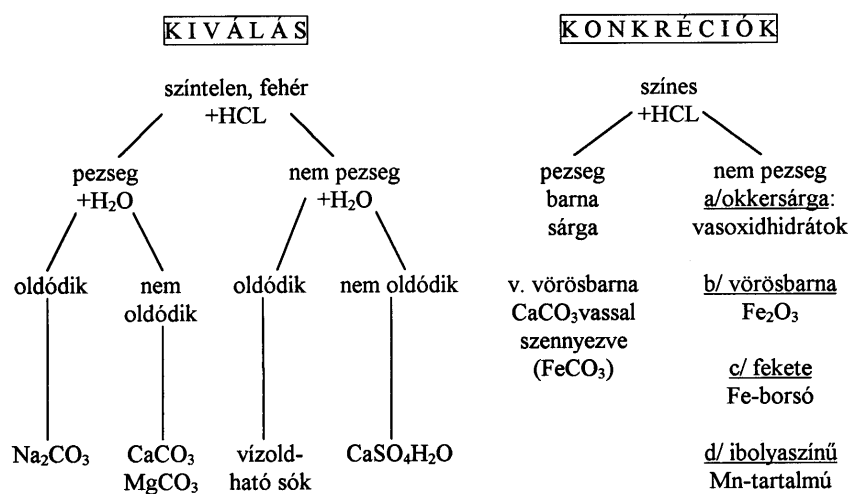 KIVÁLÁS
színtelen, fehér
+HCL
pezseg
+H₂O
nem pezseg
+H₂O
oldódik
nem
oldódik
oldódik
nem oldódik
Na₂CO₃
CaCO₃
MgCO₃
vízold-
ható sók
CaSO₄H₂O
KONKRÉCIÓK
színes
+HCL
pezseg
barna
sárga
v. vörösbarna
CaCO₃vassal
szennyezve
(FeCO₃)
nem pezseg
a/okkersárga:
vasoxidhidrátok
b/ vörösbarna
Fe₂O₃
c/ fekete
Fe-borsó
d/ ibolyaszínű
Mn-tartalmú